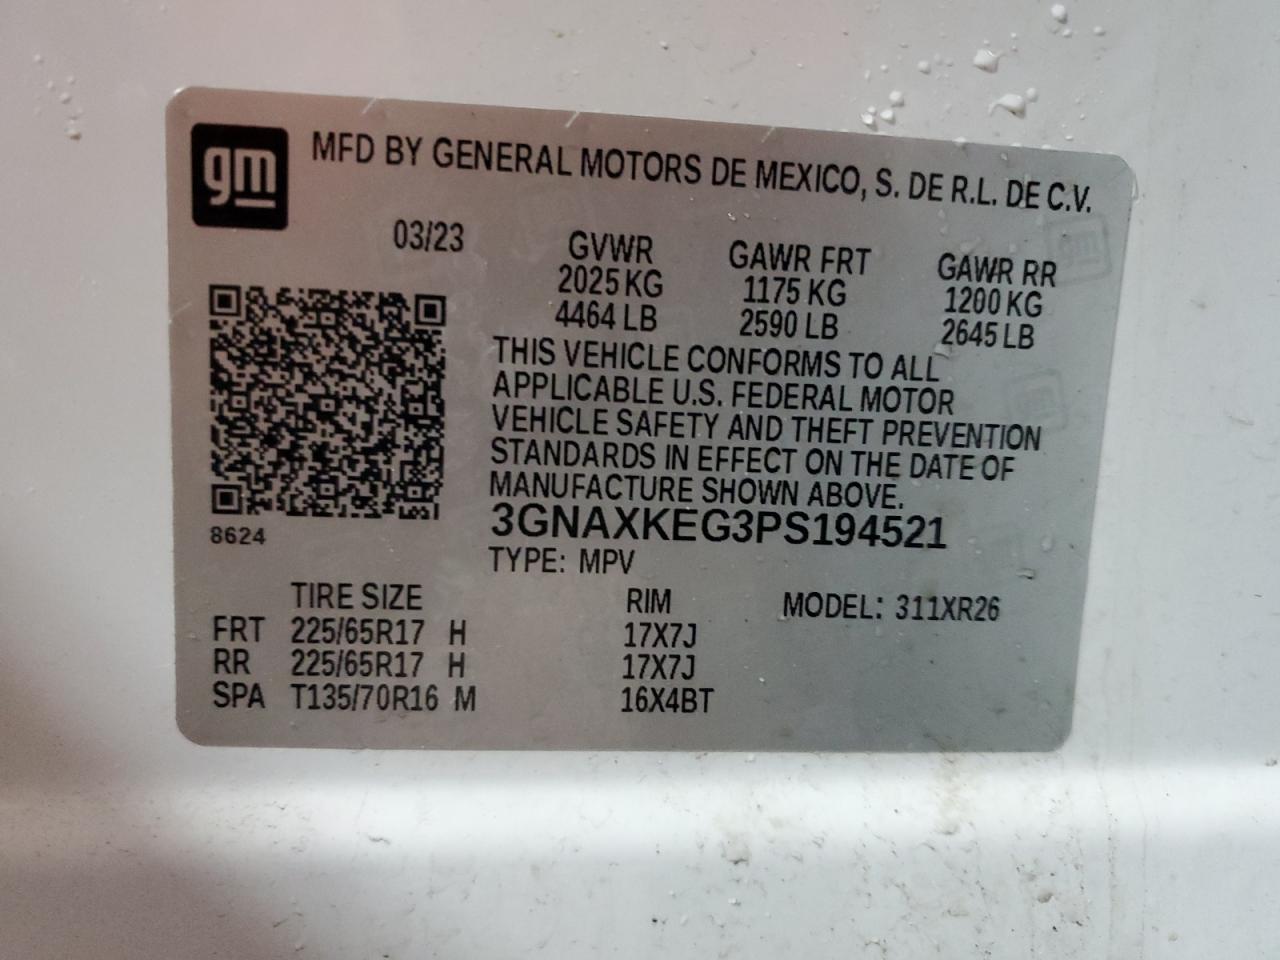 gm
MFD BY GENERAL MOTORS DE MEXICO, S. DE R.L. DE C.V.
03/23 GVWR GAWR FRT GAWR RR
2025 KG 1175 KG 1200 KG
4464 LB 2590 LB 2645 LB
THIS VEHICLE CONFORMS TO ALL
APPLICABLE U.S. FEDERAL MOTOR
VEHICLE SAFETY AND THEFT PREVENTION
STANDARDS IN EFFECT ON THE DATE OF
MANUFACTURE SHOWN ABOVE.
3GNAXKEG3PS194521
8624
TYPE: MPV
TIRE SIZE RIM MODEL: 311XR26
FRT 225/65R17 H 17X7J
RR 225/65R17 H 17X7J
SPA T135/70R16 M 16X4BT